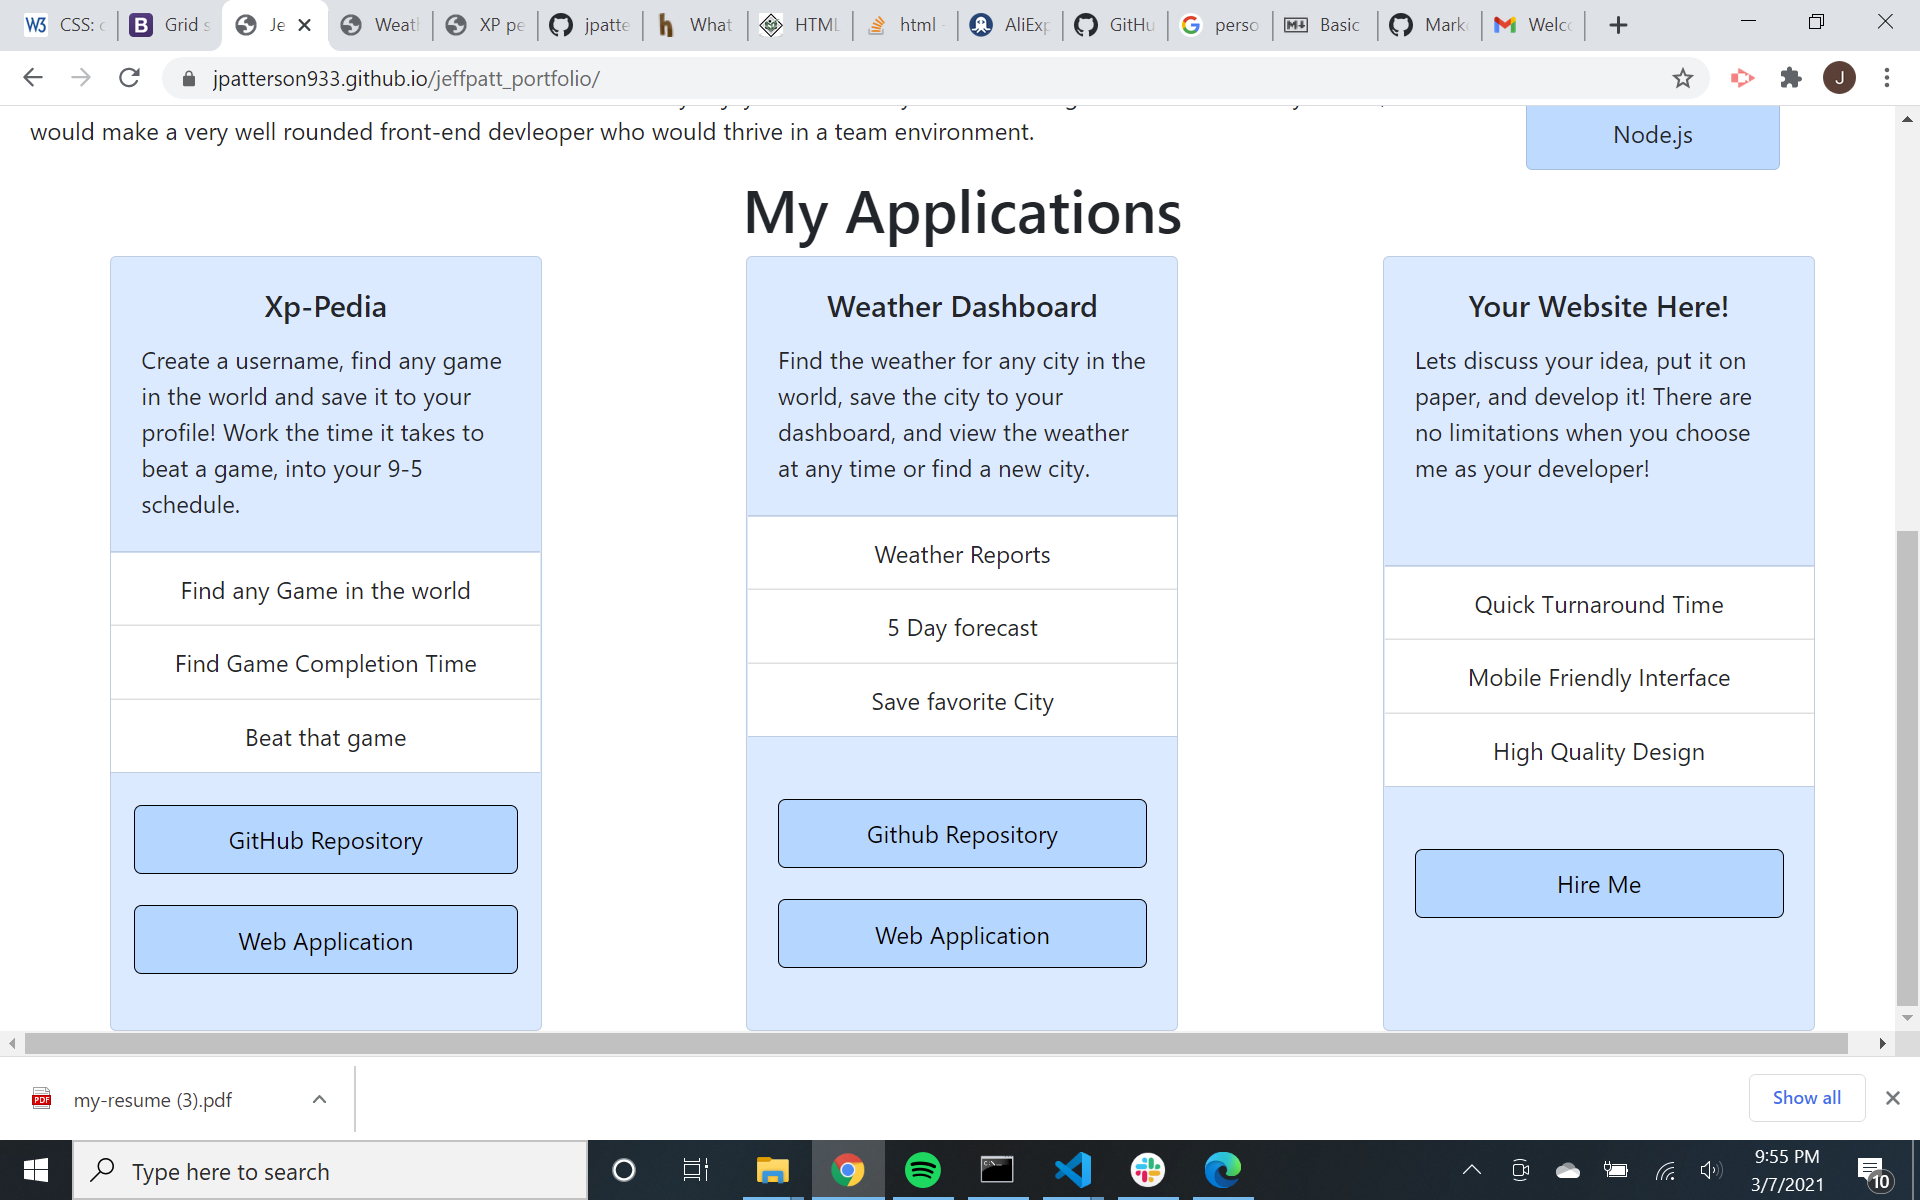 CSS:
Grid s
Je
Weat
XP pe
jpatte
What
HTML
html -
AliExp
GitHu
perso
Basic
Mark
Welc
jpatterson933.github.io/jeffpatt_portfolio/
J
would make a very well rounded front-end devleoper who would thrive in a team environment.
Node.js
My Applications
Xp-Pedia
Create a username, find any game
in the world and save it to your
profile! Work the time it takes to
beat a game, into your 9-5
schedule.
Find any Game in the world
Find Game Completion Time
Beat that game
GitHub Repository
Web Application
Weather Dashboard
Find the weather for any city in the
world, save the city to your
dashboard, and view the weather
at any time or find a new city.
Weather Reports
5 Day forecast
Save favorite City
Github Repository
Web Application
Your Website Here!
Lets discuss your idea, put it on
paper, and develop it! There are
no limitations when you choose
me as your developer!
Quick Turnaround Time
Mobile Friendly Interface
High Quality Design
Hire Me
PDF
my-resume (3).pdf
Show all
Type here to search
9:55 PM
3/7/2021
10